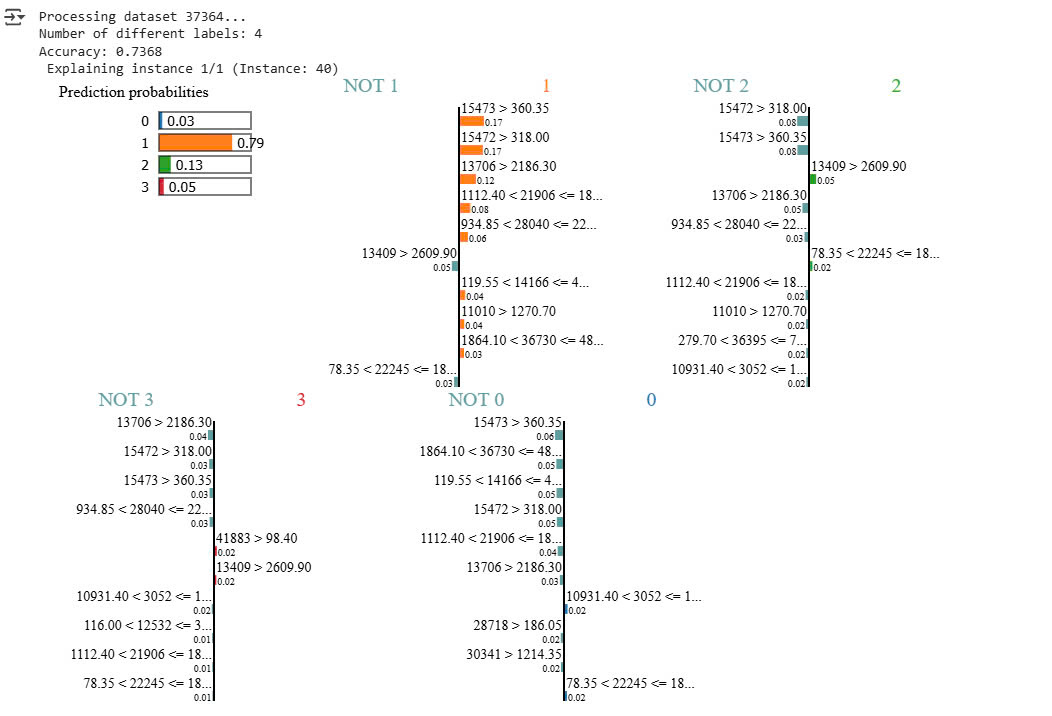 Processing dataset 37364...
Number of different labels: 4
Accuracy: 0.7368
Explaining instance 1/1 (Instance: 40)
Prediction probabilities
0 0.03
1 0.79
2 0.13
3 0.05
NOT 1 1
15473 > 360.35
0.17
15472 > 318.00
0.17
13706 > 2186.30
0.12
1112.40 < 21906 <= 18...
0.08
934.85 < 28040 <= 22...
0.06
13409 > 2609.90
0.05
119.55 < 14166 <= 4...
0.04
11010 > 1270.70
0.04
1864.10 < 36730 <= 48...
0.03
78.35 < 22245 <= 18...
0.03
NOT 2 2
15472 > 318.00
0.08
15473 > 360.35
0.08
13409 > 2609.90
0.05
13706 > 2186.30
0.05
934.85 < 28040 <= 22...
0.03
78.35 < 22245 <= 18...
0.02
1112.40 < 21906 <= 18...
0.02
11010 > 1270.70
0.02
279.70 < 36395 <= 7...
0.02
10931.40 < 3052 <= 1...
0.02
NOT 3 3
13706 > 2186.30
0.04
15472 > 318.00
0.03
15473 > 360.35
0.03
934.85 < 28040 <= 22...
0.03
41883 > 98.40
0.02
13409 > 2609.90
0.02
10931.40 < 3052 <= 1...
0.02
116.00 < 12532 <= 3...
0.01
1112.40 < 21906 <= 18...
0.01
78.35 < 22245 <= 18...
0.01
NOT 0 0
15473 > 360.35
0.06
1864.10 < 36730 <= 48...
0.05
119.55 < 14166 <= 4...
0.05
15472 > 318.00
0.05
1112.40 < 21906 <= 18...
0.04
13706 > 2186.30
0.03
10931.40 < 3052 <= 1...
0.02
28718 > 186.05
0.02
30341 > 1214.35
0.02
78.35 < 22245 <= 18...
0.02